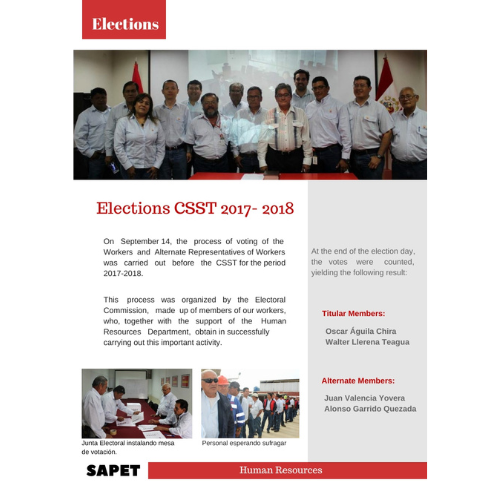 Elections
Elections CSST 2017- 2018
On September 14, the process of voting of the
Workers and Alternate Representatives of Workers
was carried out before the CSST for the period
2017-2018.
This process was organized by the Electoral
Commission, made up of members of our workers,
who, together with the support of the Human
Resources Department, obtain in successfully
carrying out this important activity.
At the end of the election day,
the votes were counted,
yielding the following result:
Titular Members:
Oscar Águila Chira
Walter Llerena Teagua
Alternate Members:
Juan Valencia Yovera
Alonso Garrido Quezada
Junta Electoral instalando mesa
de votación.
Personal esperando sufragar
SAPET
Human Resources